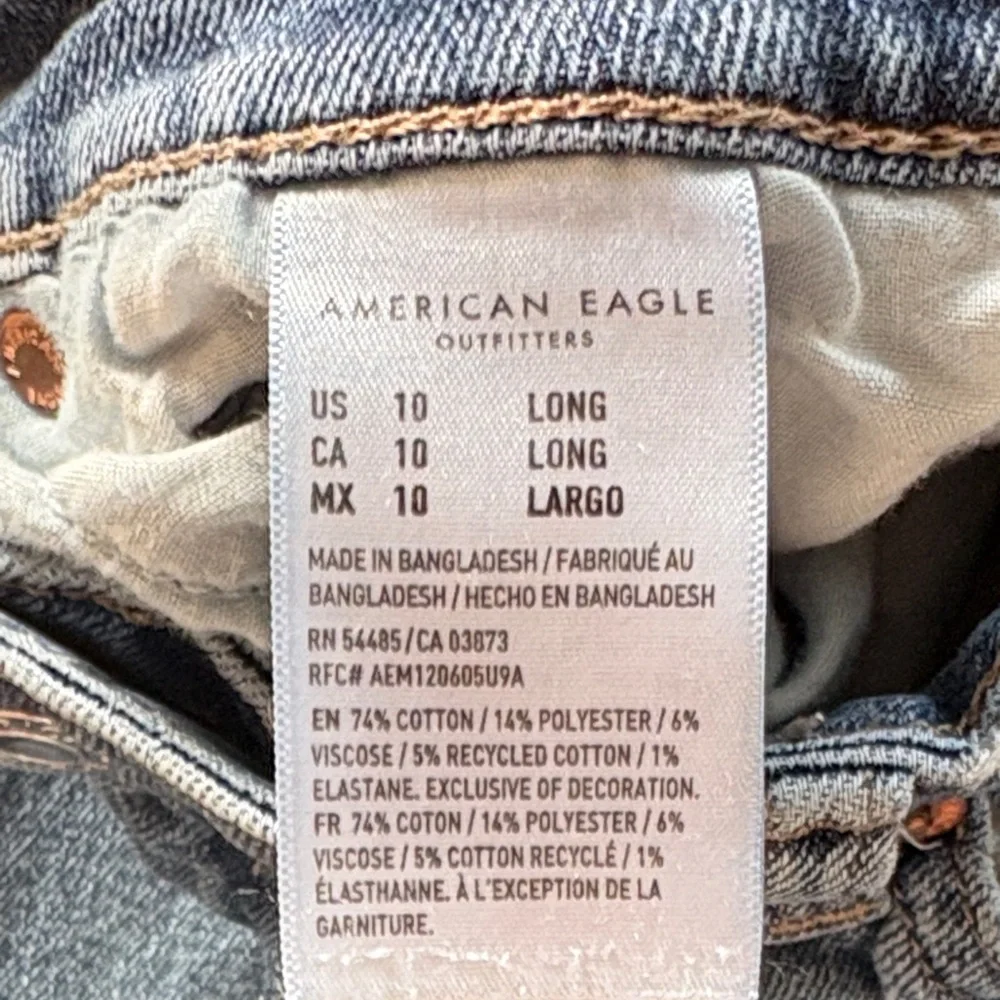 AMERICAN EAGLE
OUTFITTERS
US 10 LONG
CA 10 LONG
MX 10 LARGO
MADE IN BANGLADESH / FABRIQUÉ AU
BANGLADESH / HECHO EN BANGLADESH
RN 54485/CA 03873
RFC# AEM120605U9A
EN 74% COTTON / 14% POLYESTER / 6%
VISCOSE / 5% RECYCLED COTTON / 1%
ELASTANE. EXCLUSIVE OF DECORATION.
FR 74% COTON / 14% POLYESTER / 6%
VISCOSE / 5% COTTON RECYCLÉ / 1%
ÉLASTHANNE. À L'EXCEPTION DE LA
GARNITURE.